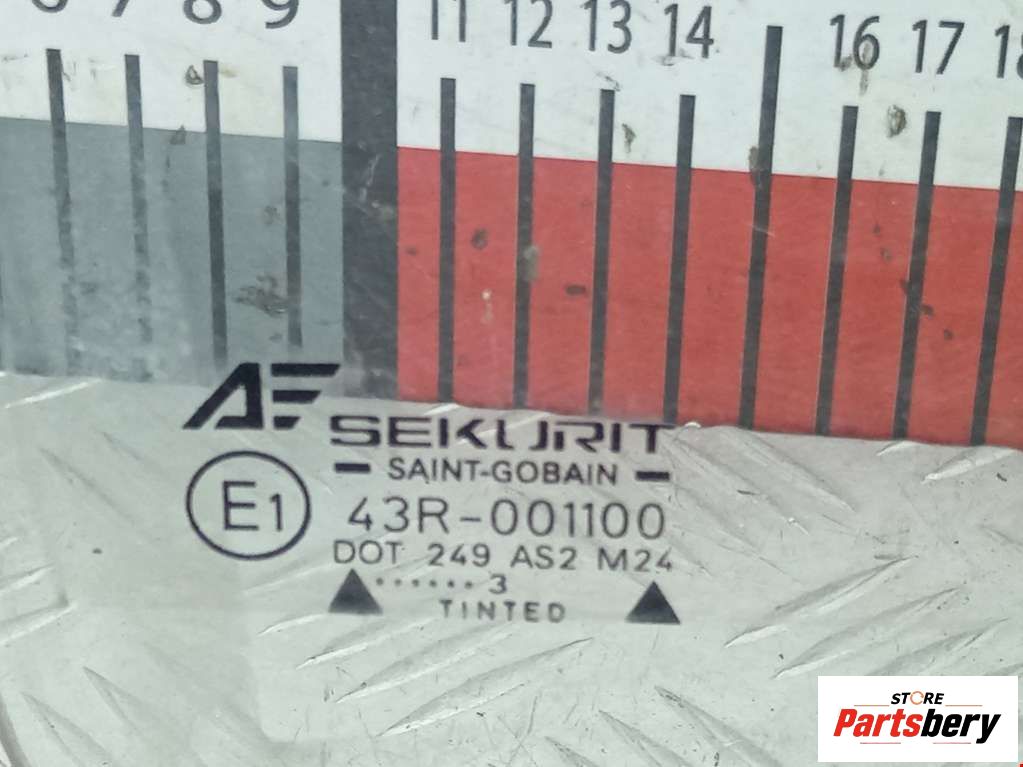 7 8 9 11 12 13 14 16 17 18
AF
SEKURIT
SAINT-GOBAIN
E1 43R-001100
DOT 249 AS2 M24
······3
TINTED
STORE
Partsbery